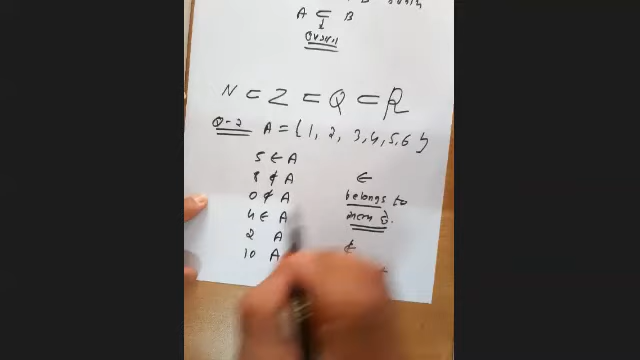 A ⊂ B
N ⊂ Z ⊂ Q ⊂ R
Q-2 A = {1, 2, 3, 4, 5, 6}
5 ∈ A
8 ∉ A ∈
0 ∉ A belongs to
4 ∈ A
2 A ∉
10 A